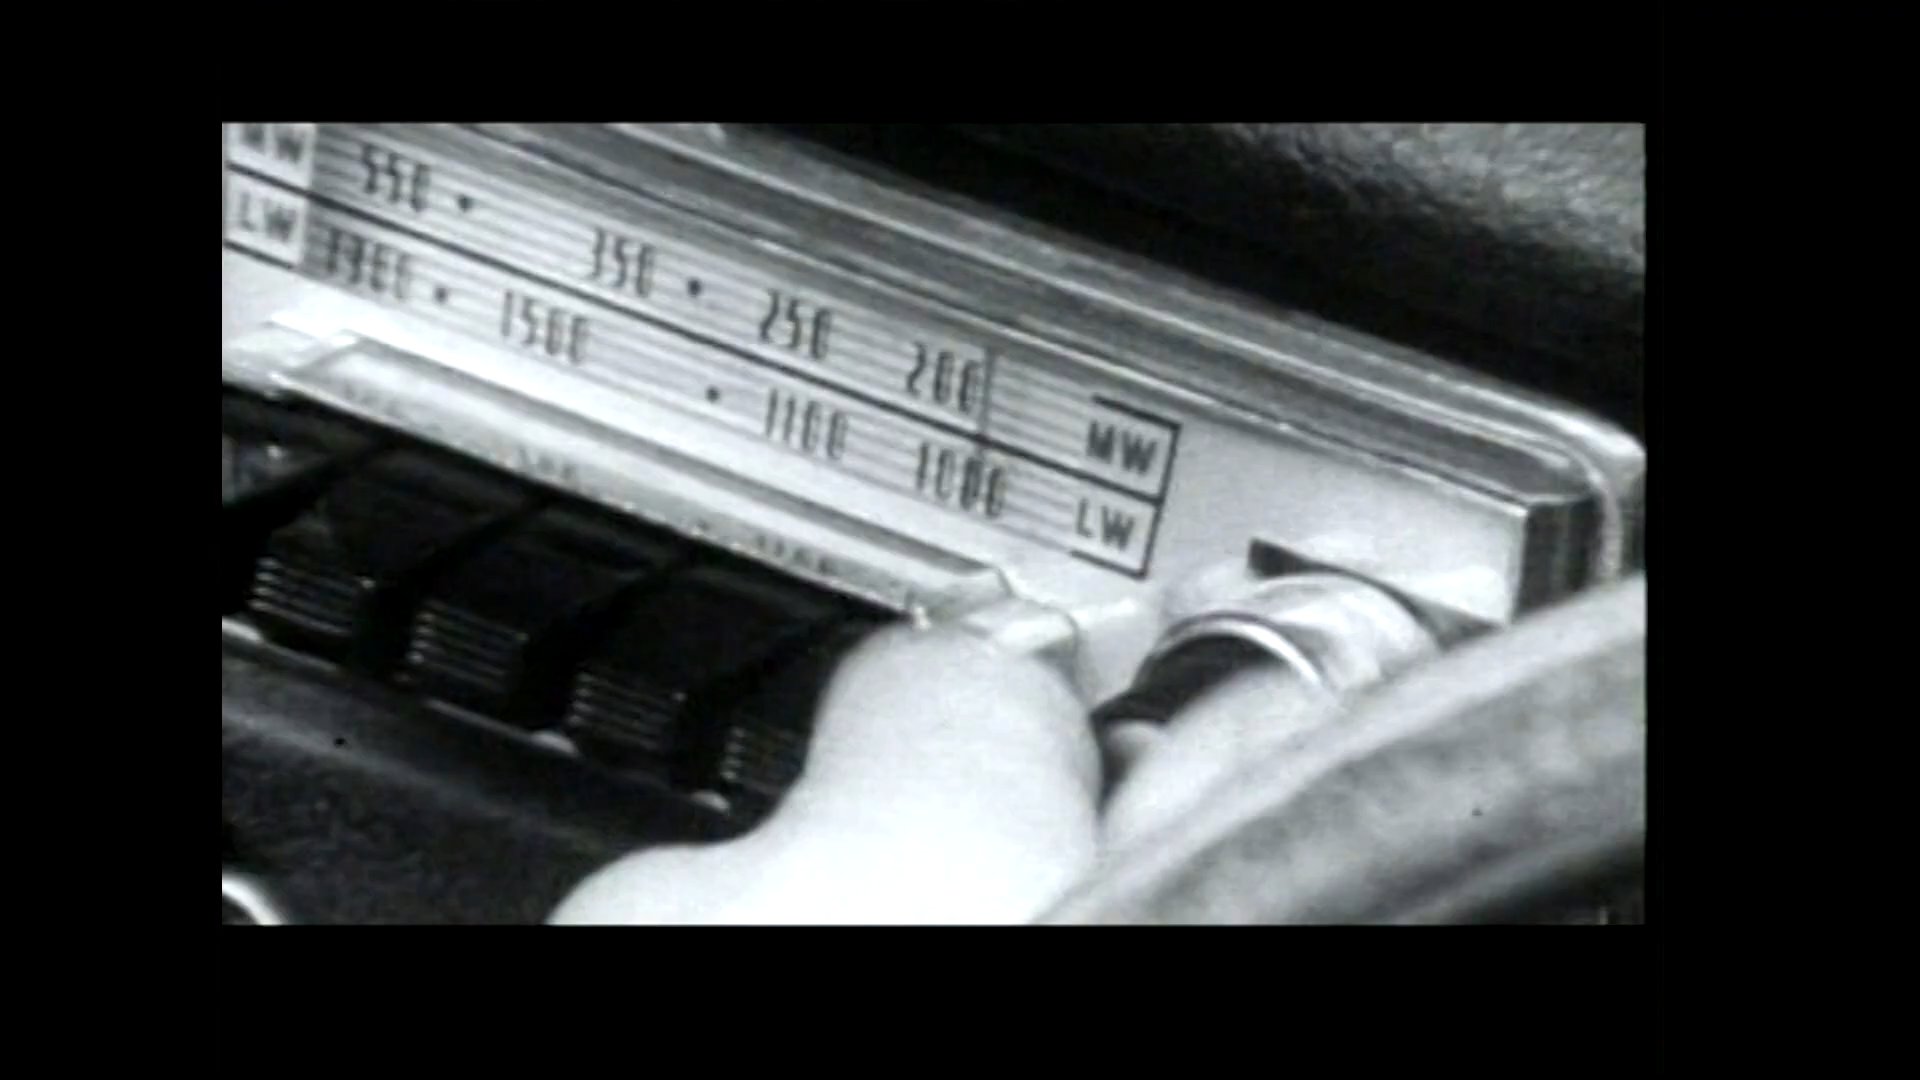 MW 550 • 350 • 250 200 MW
LW • 1500 • 1100 1000 LW